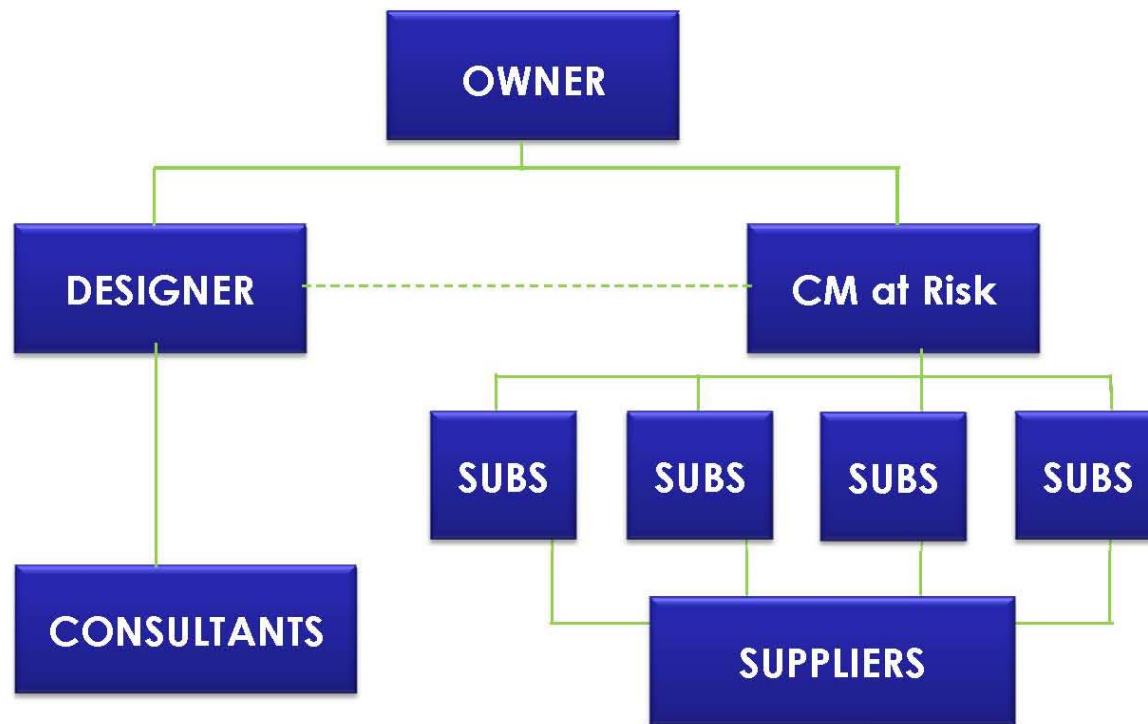 OWNER
DESIGNER
CM at Risk
SUBS
SUBS
SUBS
SUBS
CONSULTANTS
SUPPLIERS